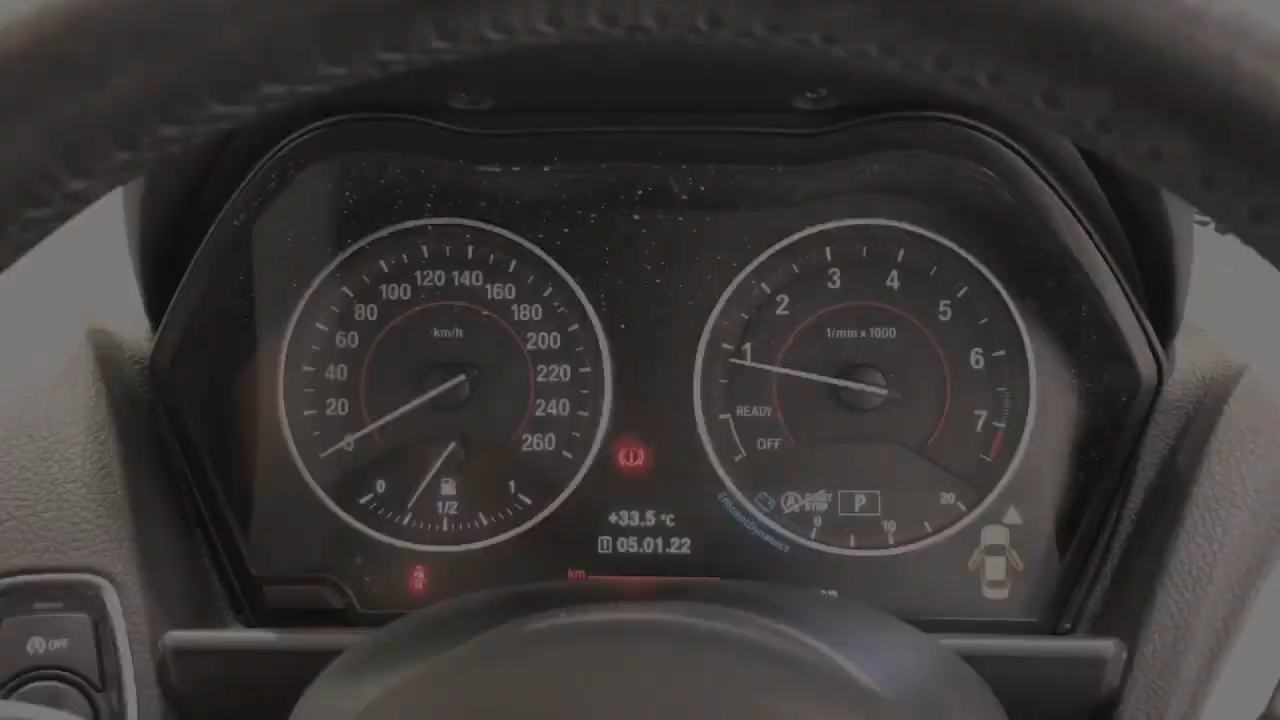 120 140
100 160
80 180
60 200
40 220
20 240
0 260
km/h
0 1
1/2
3 4
2 5
1 6
7
1/min x 1000
READY
OFF
P
0 10 20
EfficientDynamics
+33.5 °C
05.01.22
km
OFF